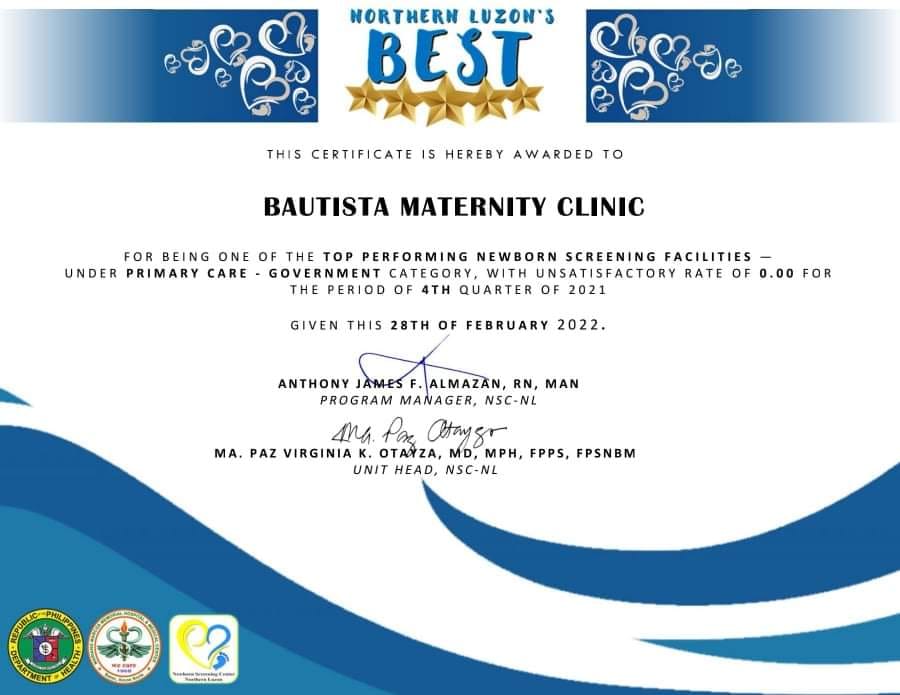 NORTHERN LUZON'S
BEST
THIS CERTIFICATE IS HEREBY AWARDED TO
BAUTISTA MATERNITY CLINIC
FOR BEING ONE OF THE TOP PERFORMING NEWBORN SCREENING FACILITIES —
UNDER PRIMARY CARE - GOVERNMENT CATEGORY, WITH UNSATISFACTORY RATE OF 0.00 FOR
THE PERIOD OF 4TH QUARTER OF 2021
GIVEN THIS 28TH OF FEBRUARY 2022.
ANTHONY JAMES F. ALMAZAN, RN, MAN
PROGRAM MANAGER, NSC-NL
Ma. Paz Otayza
MA. PAZ VIRGINIA K. OTAYZA, MD, MPH, FPPS, FPSNBM
UNIT HEAD, NSC-NL
REPUBLIC OF THE PHILIPPINES
DEPARTMENT OF HEALTH
we care
Newborn Screening Center
Northern Luzon